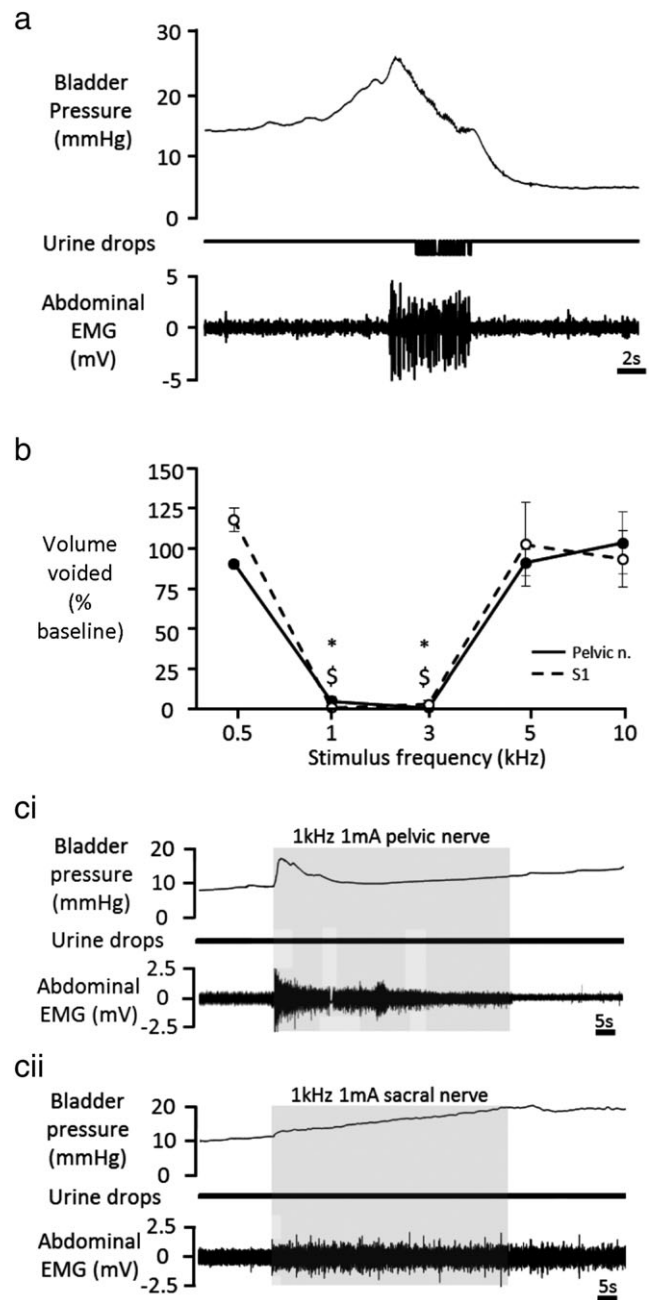 a
30
Bladder
Pressure
(mmHg)
20
10
0
Urine drops
5
Abdominal
EMG
(mV)
0
-5
2s
b
150
125
Volume
voided
(%
baseline)
100
75
50
25
0
*
$
*
$
Pelvic n.
S1
0.5 1 3 5 10
Stimulus frequency (kHz)
ci
1kHz 1mA pelvic nerve
Bladder
pressure
(mmHg)
20
10
0
Urine drops
Abdominal
EMG (mV)
2.5
0
-2.5
5s
cii
1kHz 1mA sacral nerve
Bladder
pressure
(mmHg)
20
10
0
Urine drops
Abdominal
EMG (mV)
2.5
0
-2.5
5s